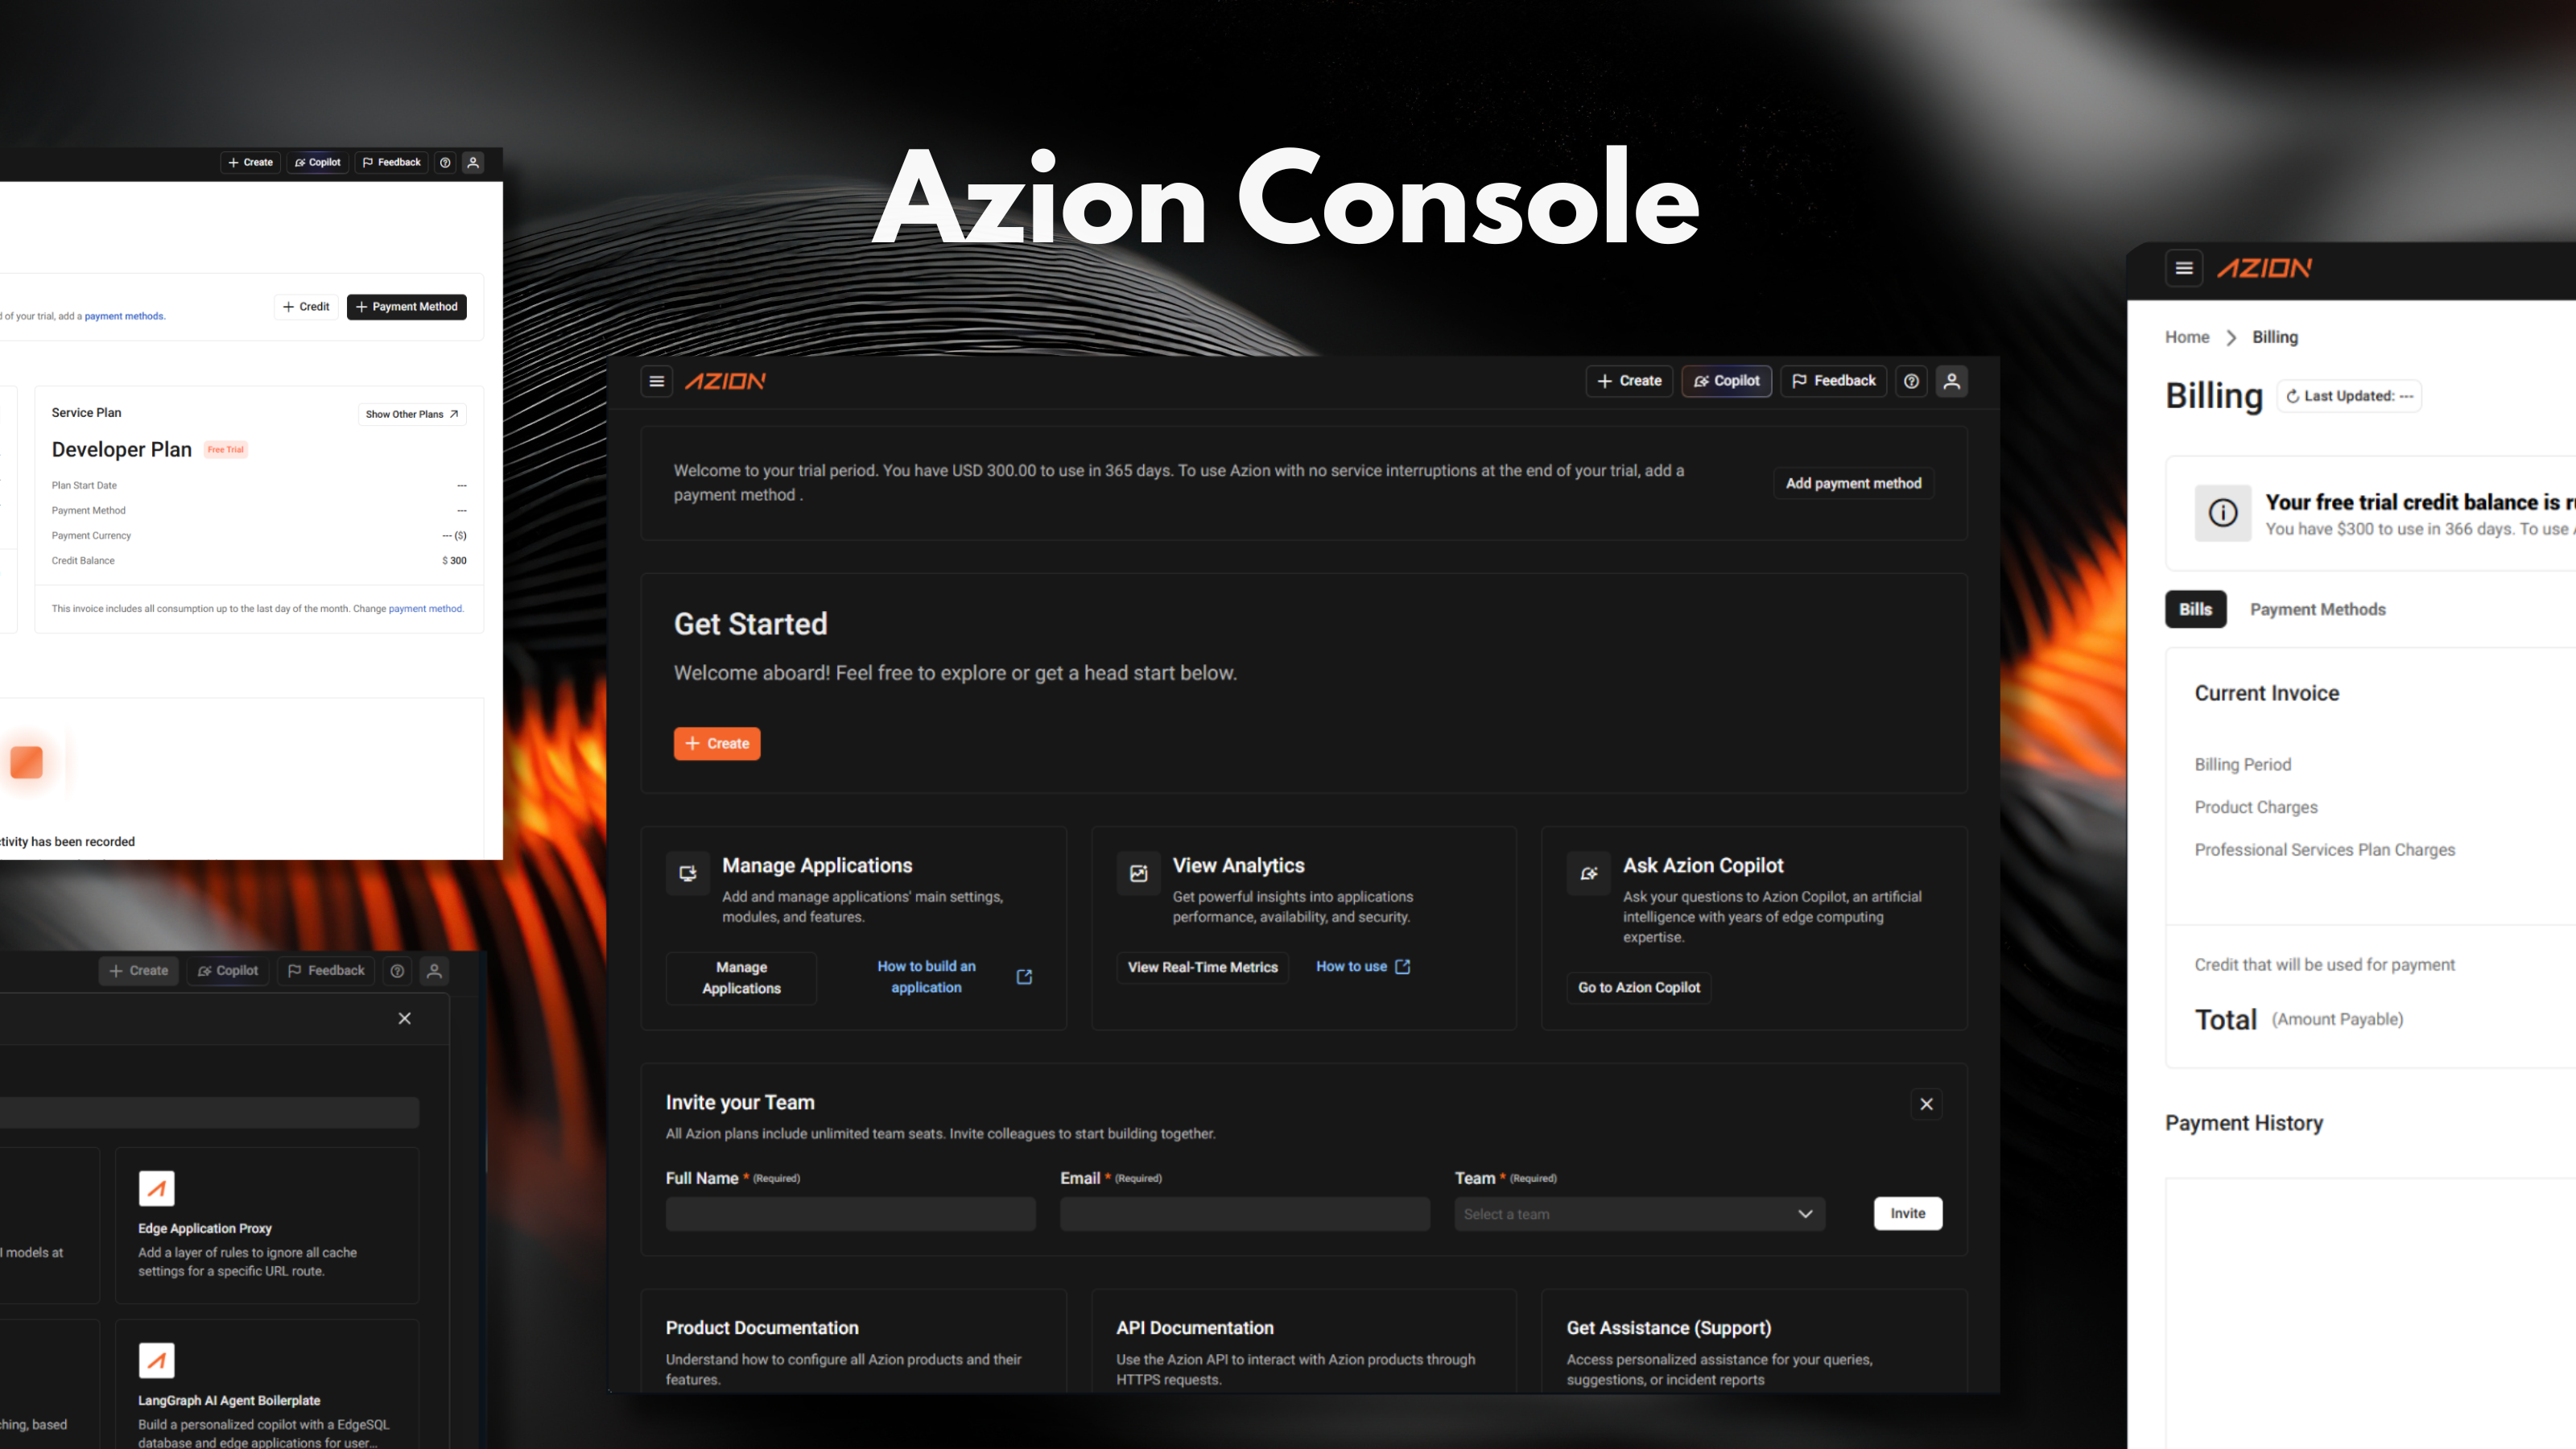 Azion Console
Create
Copilot
Feedback
of your trial, add a payment methods.
Credit
Payment Method
Service Plan
Show Other Plans
Developer Plan
Free Trial
Plan Start Date
---
Payment Method
---
Payment Currency
--- ($)
Credit Balance
$ 300
This invoice includes all consumption up to the last day of the month. Change payment method.
has been recorded
Create
Copilot
Feedback
models at
Edge Application Proxy
Add a layer of rules to ignore all cache
settings for a specific URL route.
LangGraph AI Agent Boilerplate
Build a personalized copilot with a EdgeSQL
database and edge applications for user...
based
AZION
Create
Copilot
Feedback
Welcome to your trial period. You have USD 300.00 to use in 365 days. To use Azion with no service interruptions at the end of your trial, add a
payment method .
Add payment method
Get Started
Welcome aboard! Feel free to explore or get a head start below.
Create
Manage Applications
Add and manage applications' main settings,
modules, and features.
Manage
Applications
How to build an
application
View Analytics
Get powerful insights into applications
performance, availability, and security.
View Real-Time Metrics
How to use
Ask Azion Copilot
Ask your questions to Azion Copilot, an artificial
intelligence with years of edge computing
expertise.
Go to Azion Copilot
Invite your Team
All Azion plans include unlimited team seats. Invite colleagues to start building together.
Full Name * (Required)
Email * (Required)
Team * (Required)
Select a team
Invite
Product Documentation
Understand how to configure all Azion products and their
features.
API Documentation
Use the Azion API to interact with Azion products through
HTTPS requests.
Get Assistance (Support)
Access personalized assistance for your queries,
suggestions, or incident reports
AZION
Home
Billing
Billing
Last Updated: ---
Your free trial credit balance is
You have $300 to use in 366 days. To use
Bills
Payment Methods
Current Invoice
Billing Period
Product Charges
Professional Services Plan Charges
Credit that will be used for payment
Total (Amount Payable)
Payment History